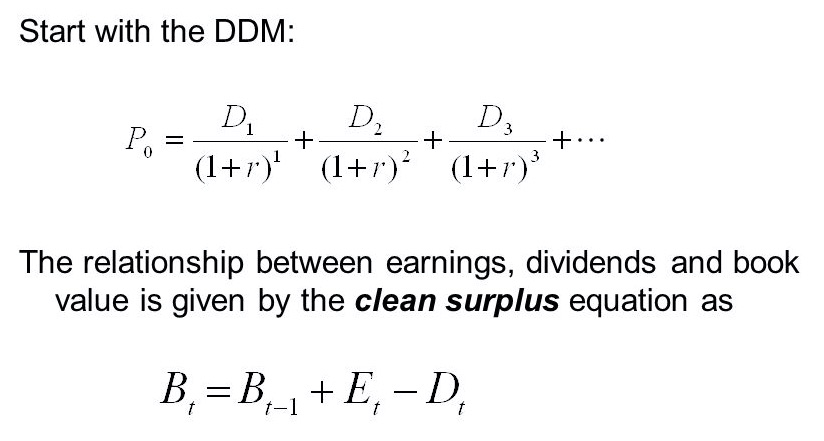 Start with the DDM:
P₀ = D₁/(1+r)¹ + D₂/(1+r)² + D₃/(1+r)³ + ⋯
The relationship between earnings, dividends and book
value is given by the clean surplus equation as
Bₜ = Bₜ₋₁ + Eₜ − Dₜ